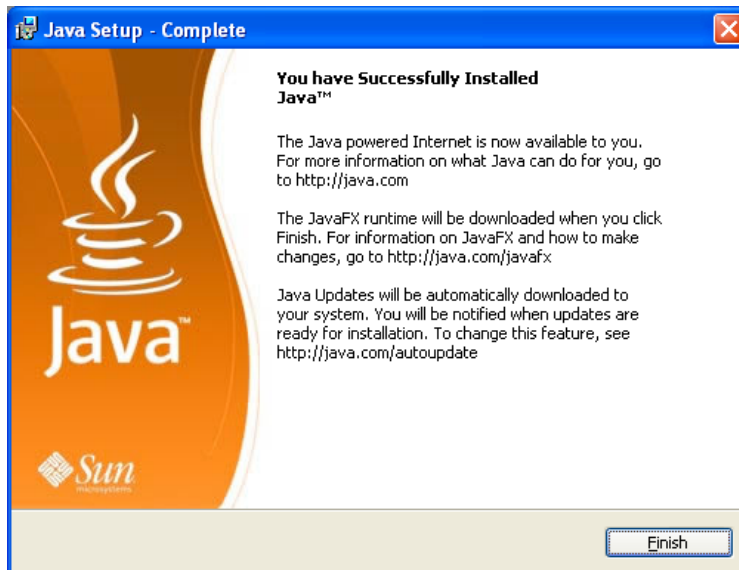 Java Setup - Complete
You have Successfully Installed
Java™
The Java powered Internet is now available to you.
For more information on what Java can do for you, go
to http://java.com
The JavaFX runtime will be downloaded when you click
Finish. For information on JavaFX and how to make
changes, go to http://java.com/javafx
Java Updates will be automatically downloaded to
your system. You will be notified when updates are
ready for installation. To change this feature, see
http://java.com/autoupdate
Java™
Sun
microsystems
Finish